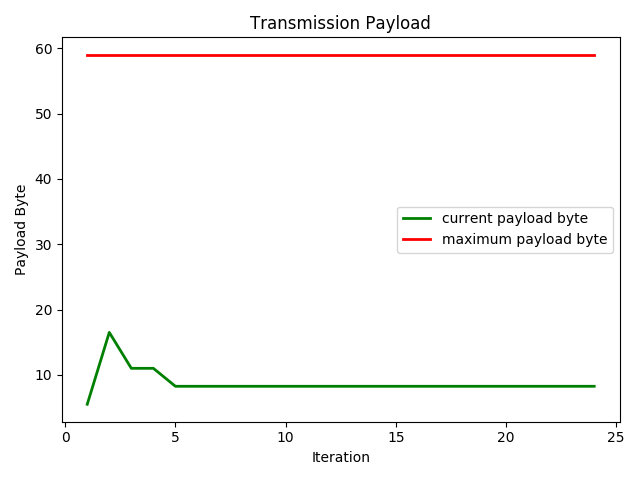 Transmission Payload
60
50
40
30
20
10
Payload Byte
current payload byte
maximum payload byte
0 5 10 15 20 25
Iteration